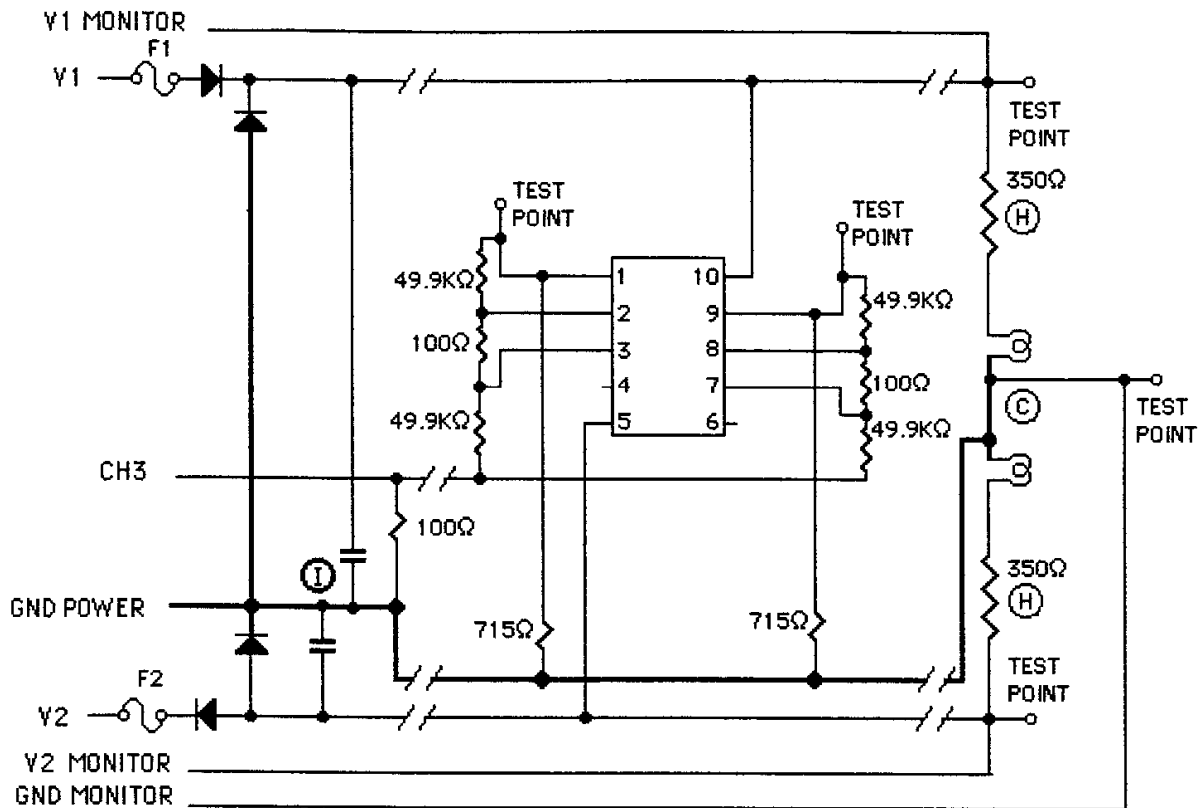 V1 MONITOR
F1
V1
TEST
POINT
350Ω
H
TEST
POINT
TEST
POINT
49.9KΩ
1
10
49.9KΩ
2
9
100Ω
3
8
4
7
100Ω
C
TEST
POINT
49.9KΩ
5
6
49.9KΩ
CH3
100Ω
I
350Ω
H
GND POWER
715Ω
715Ω
F2
TEST
POINT
V2
V2 MONITOR
GND MONITOR